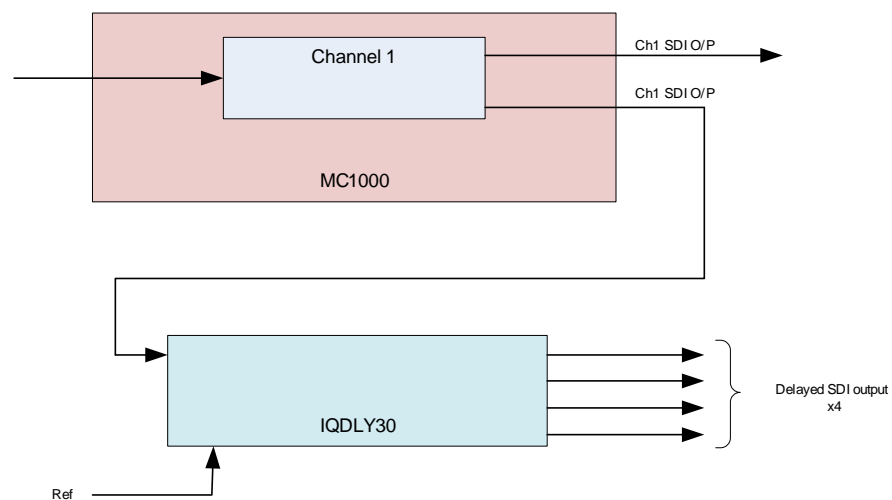 Channel 1
Ch1 SDI O/P
Ch1 SDI O/P
MC1000
IQDLY30
Delayed SDI output
x4
Ref